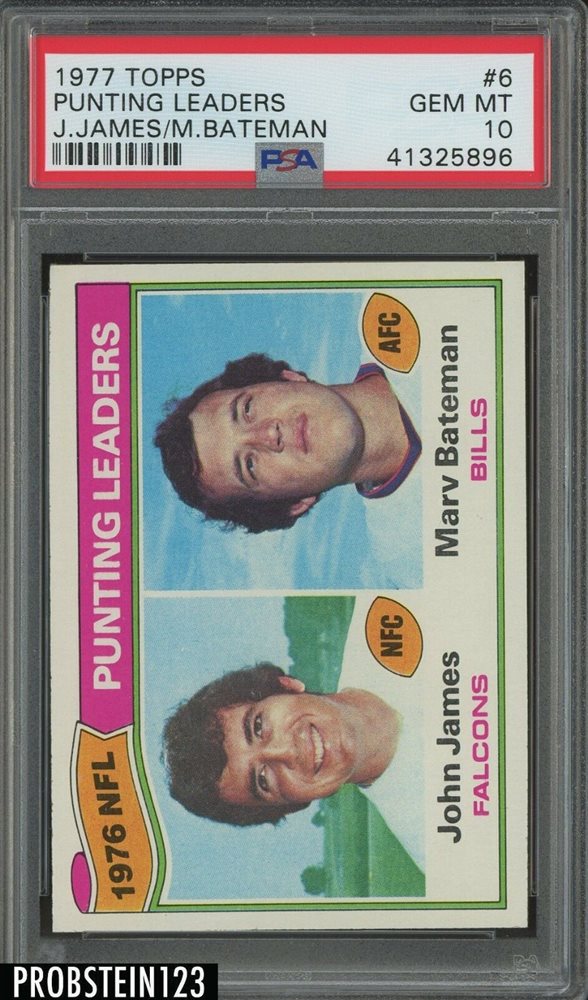 1977 TOPPS #6
PUNTING LEADERS GEM MT
J.JAMES/M.BATEMAN 10
PSA 41325896
1976 NFL PUNTING LEADERS
NFC AFC
John James Marv Bateman
FALCONS BILLS
PROBSTEIN123